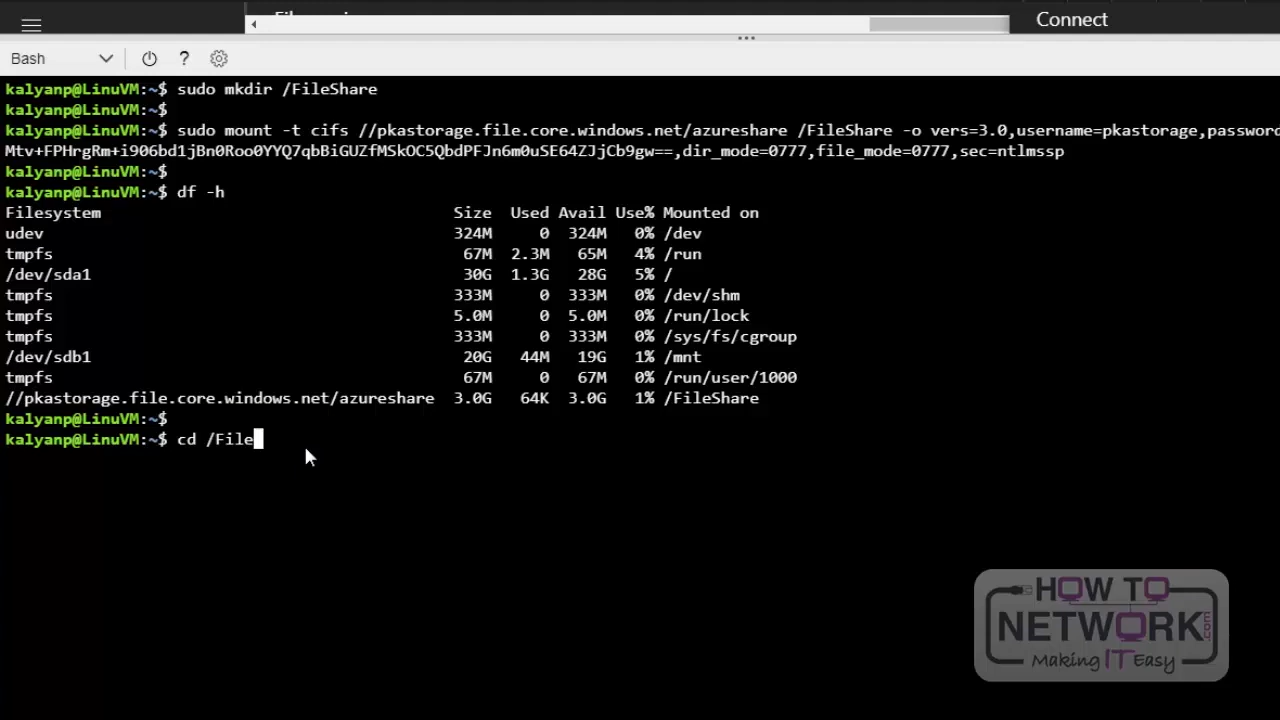 Connect
Bash
?
kalyanp@LinuVM:~$ sudo mkdir /FileShare
kalyanp@LinuVM:~$
kalyanp@LinuVM:~$ sudo mount -t cifs //pkastorage.file.core.windows.net/azureshare /FileShare -o vers=3.0,username=pkastorage,password
Mtv+FPHrgRm+i906bd1jBn0Roo0YYQ7qbBiGUZfMSkOC5QbdPFJn6m0uSE64ZJjCb9gw==,dir_mode=0777,file_mode=0777,sec=ntlmssp
kalyanp@LinuVM:~$
kalyanp@LinuVM:~$ df -h
Filesystem Size Used Avail Use% Mounted on
udev 324M 0 324M 0% /dev
tmpfs 67M 2.3M 65M 4% /run
/dev/sda1 30G 1.3G 28G 5% /
tmpfs 333M 0 333M 0% /dev/shm
tmpfs 5.0M 0 5.0M 0% /run/lock
tmpfs 333M 0 333M 0% /sys/fs/cgroup
/dev/sdb1 20G 44M 19G 1% /mnt
tmpfs 67M 0 67M 0% /run/user/1000
//pkastorage.file.core.windows.net/azureshare 3.0G 64K 3.0G 1% /FileShare
kalyanp@LinuVM:~$
kalyanp@LinuVM:~$ cd /File
HOW TO
NETWORK.com
Making IT Easy